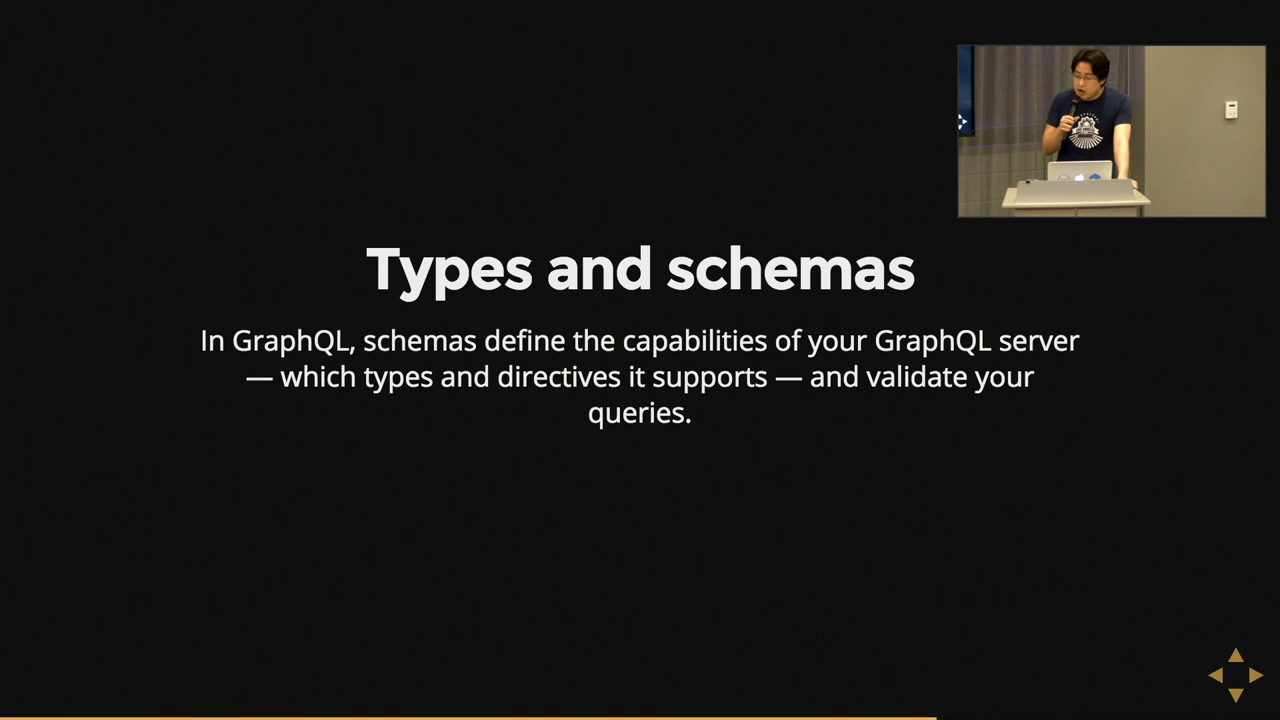 Types and schemas
In GraphQL, schemas define the capabilities of your GraphQL server
— which types and directives it supports — and validate your
queries.